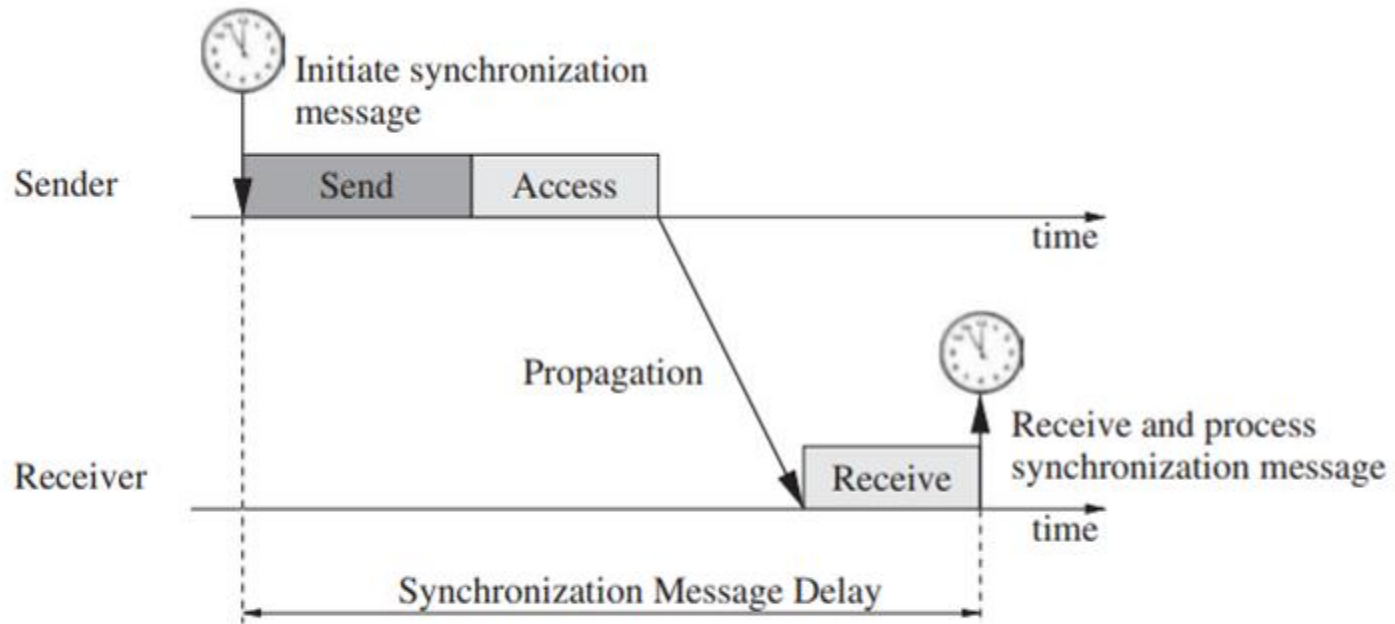 Initiate synchronization
message
Sender
Send
Access
time
Propagation
Receive and process
synchronization message
Receiver
Receive
time
Synchronization Message Delay